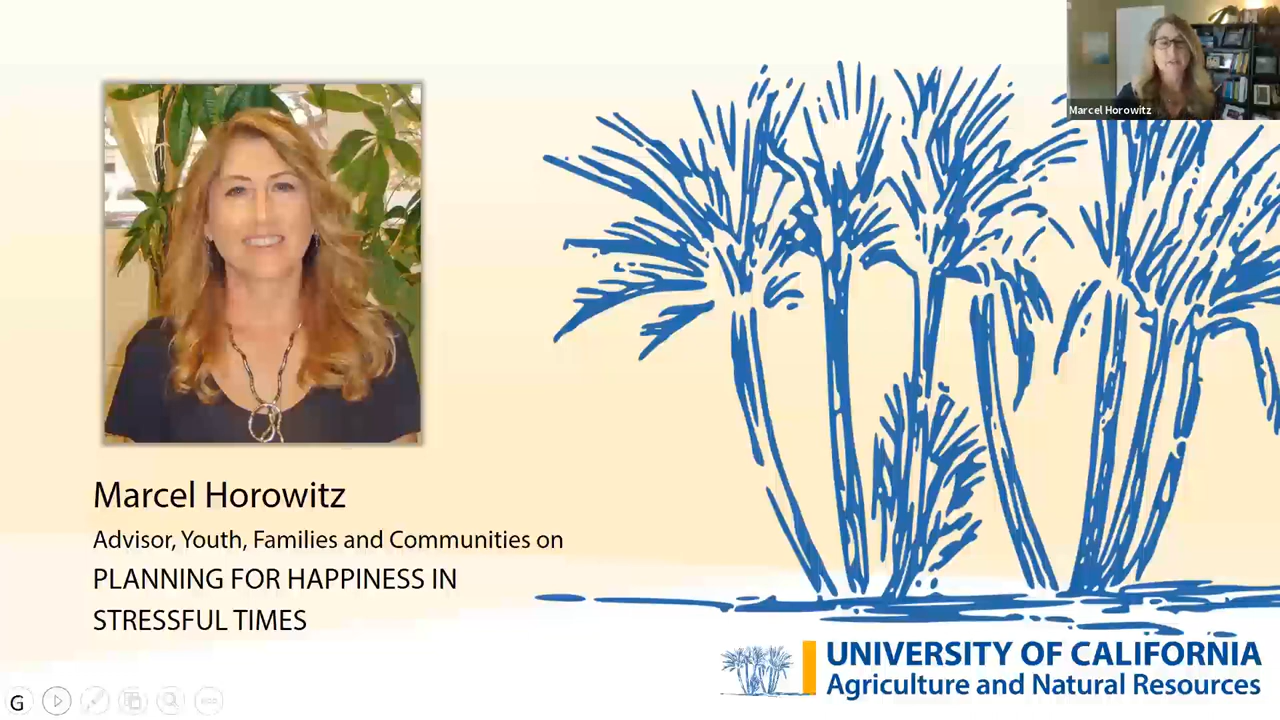 Marcel Horowitz
Marcel Horowitz
Advisor, Youth, Families and Communities on
PLANNING FOR HAPPINESS IN
STRESSFUL TIMES
UNIVERSITY OF CALIFORNIA
Agriculture and Natural Resources
G